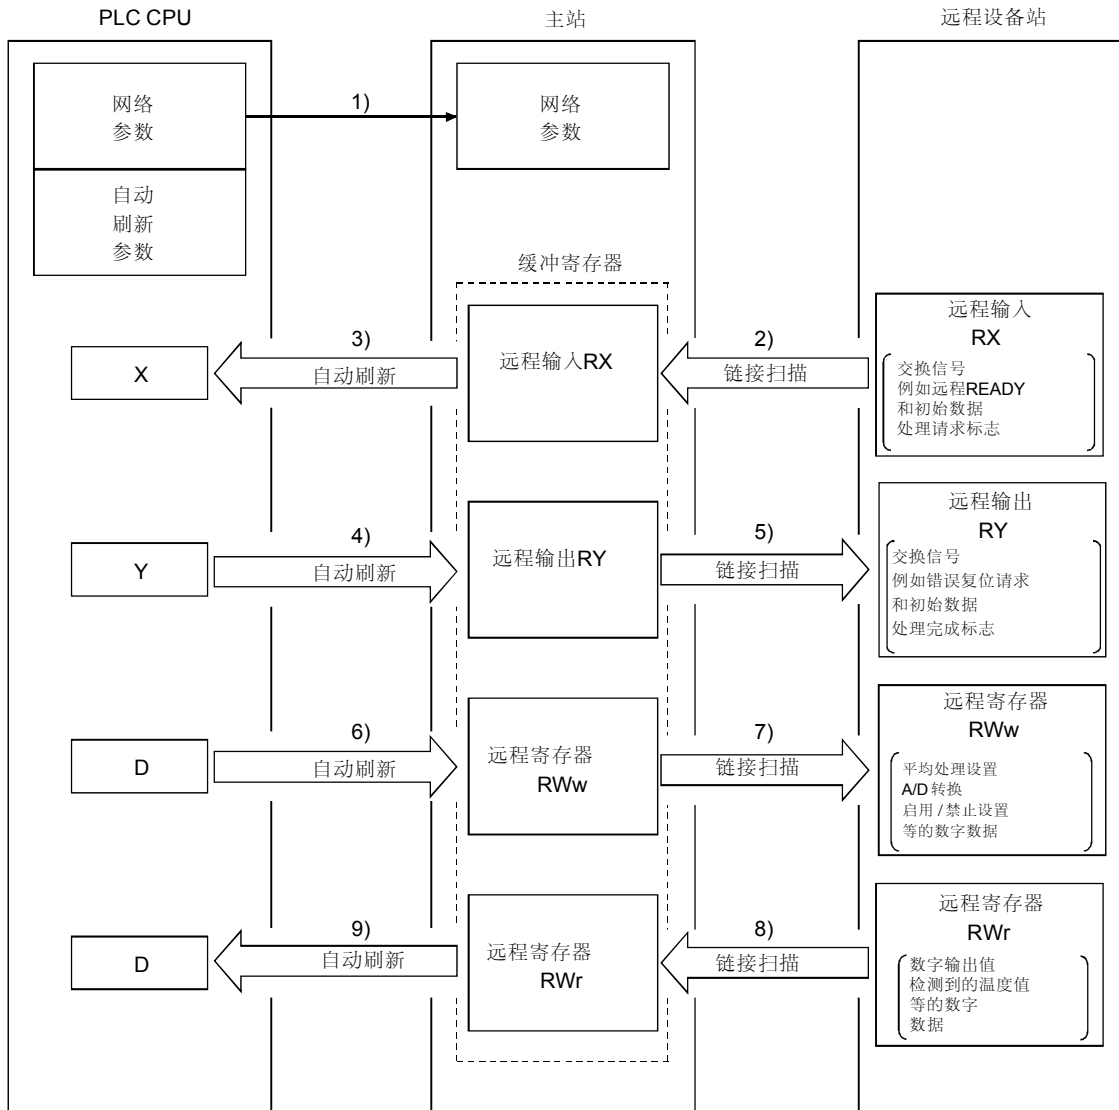 PLC CPU
主站
远程设备站
网络
参数
1)
网络
参数
自动
刷新
参数
缓冲寄存器
X
3)
自动刷新
远程输入RX
2)
链接扫描
远程输入
RX
交换信号
例如远程READY
和初始数据
处理请求标志
Y
4)
自动刷新
远程输出RY
5)
链接扫描
远程输出
RY
交换信号
例如错误复位请求
和初始数据
处理完成标志
D
6)
自动刷新
远程寄存器
RWw
7)
链接扫描
远程寄存器
RWw
平均处理设置
A/D 转换
启用 / 禁止设置
等的数字数据
D
9)
自动刷新
远程寄存器
RWr
8)
链接扫描
远程寄存器
RWr
数字输出值
检测到的温度值
等的数字
数据